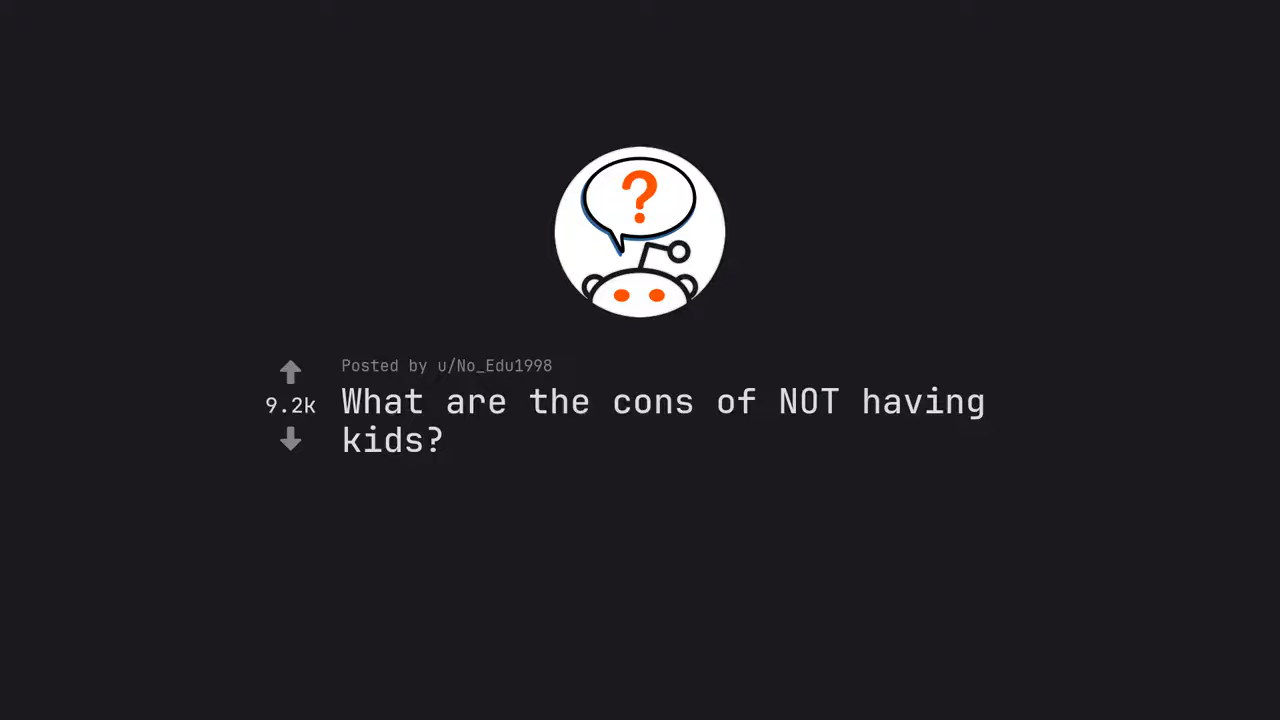 ?
Posted by u/No_Edu1998
9.2k
What are the cons of NOT having
kids?